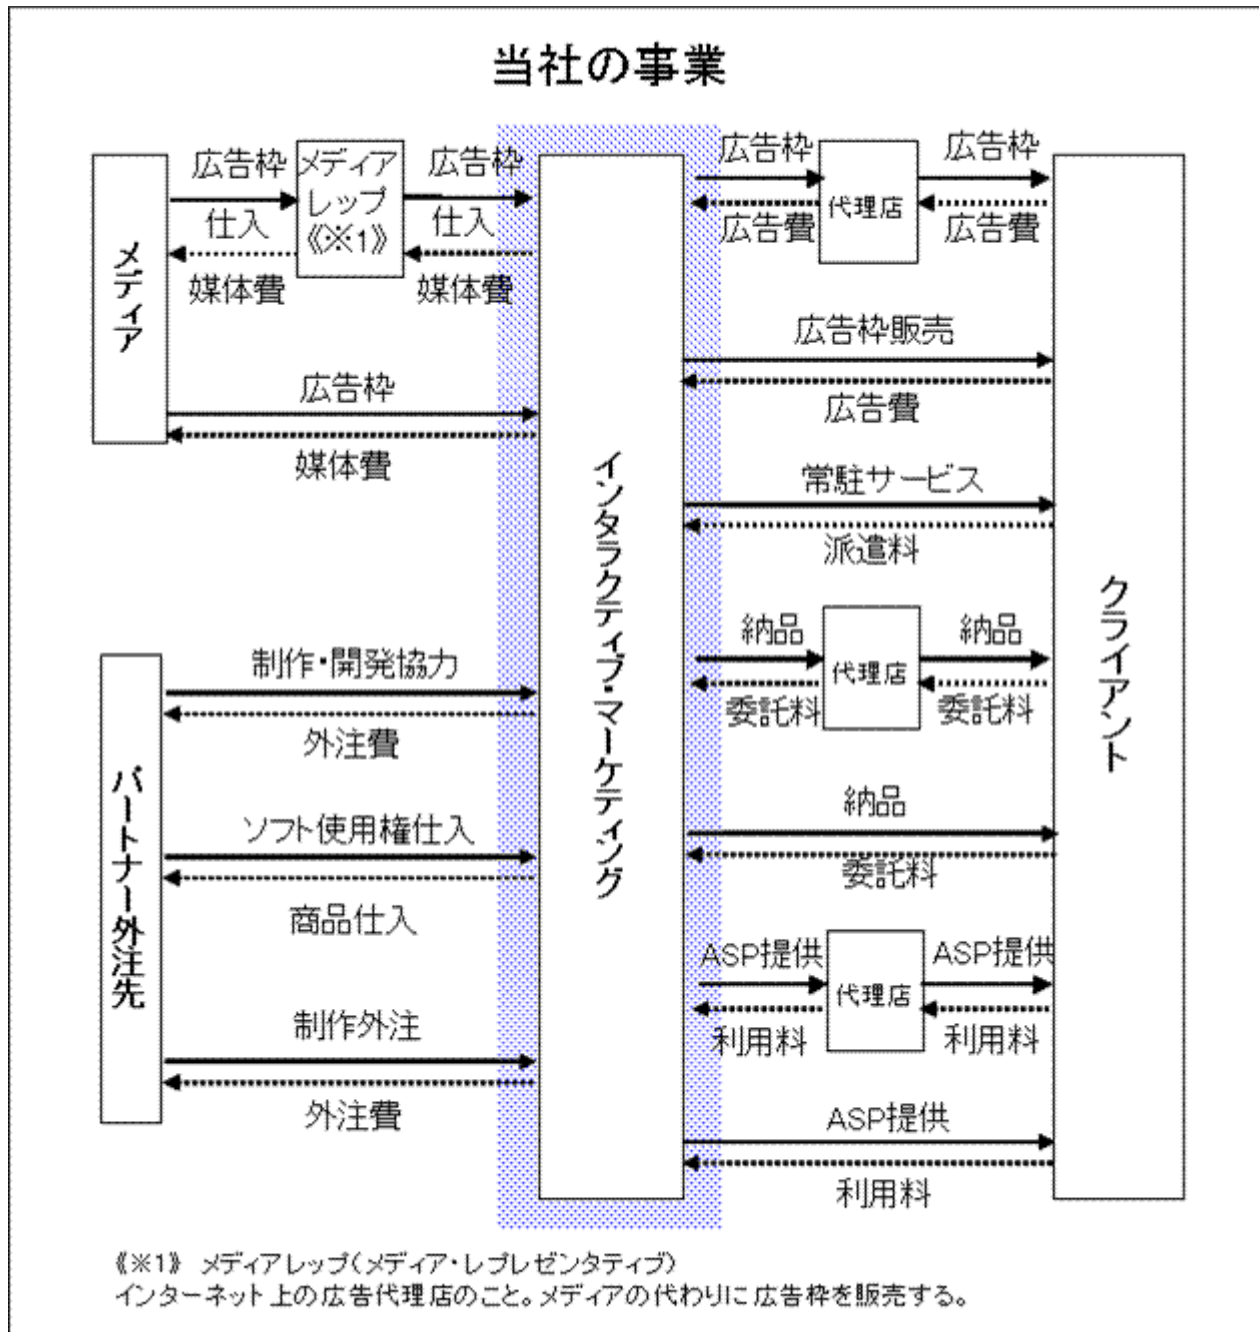 当社の事業
メディア
広告枠
仕入
媒体費
メディア
レップ
《※1》
広告枠
仕入
媒体費
広告枠
媒体費
パートナー外注先
制作・開発協力
外注費
ソフト使用権仕入
商品仕入
制作外注
外注費
インタラクティブ・マーケティング
広告枠
広告費
代理店
広告枠
広告費
広告枠販売
広告費
常駐サービス
派遣料
納品
委託料
代理店
納品
委託料
納品
委託料
ASP提供
利用料
代理店
ASP提供
利用料
ASP提供
利用料
クライアント
《※1》 メディアレップ（メディア・レプレゼンタティブ）
インターネット上の広告代理店のこと。メディアの代わりに広告枠を販売する。